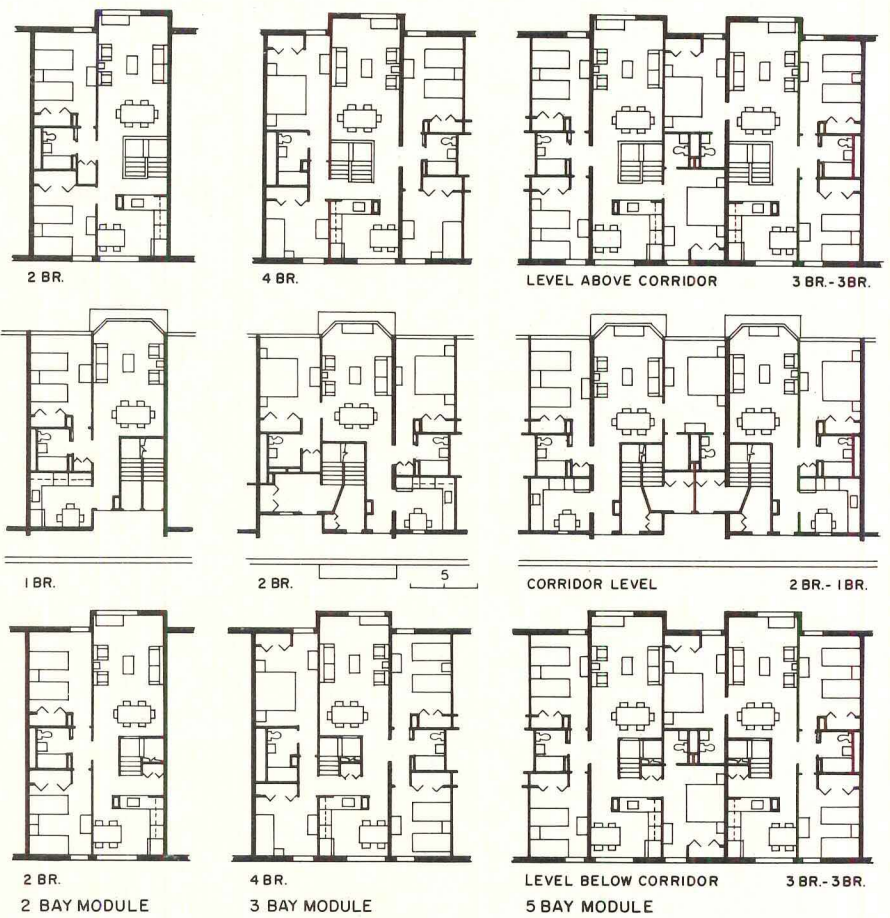 2 BR.
4 BR.
LEVEL ABOVE CORRIDOR 3 BR.-3BR.
1 BR.
2 BR.
5
CORRIDOR LEVEL 2 BR.- 1 BR.
2 BR.
4 BR.
LEVEL BELOW CORRIDOR 3 BR.-3BR.
2 BAY MODULE
3 BAY MODULE
5 BAY MODULE